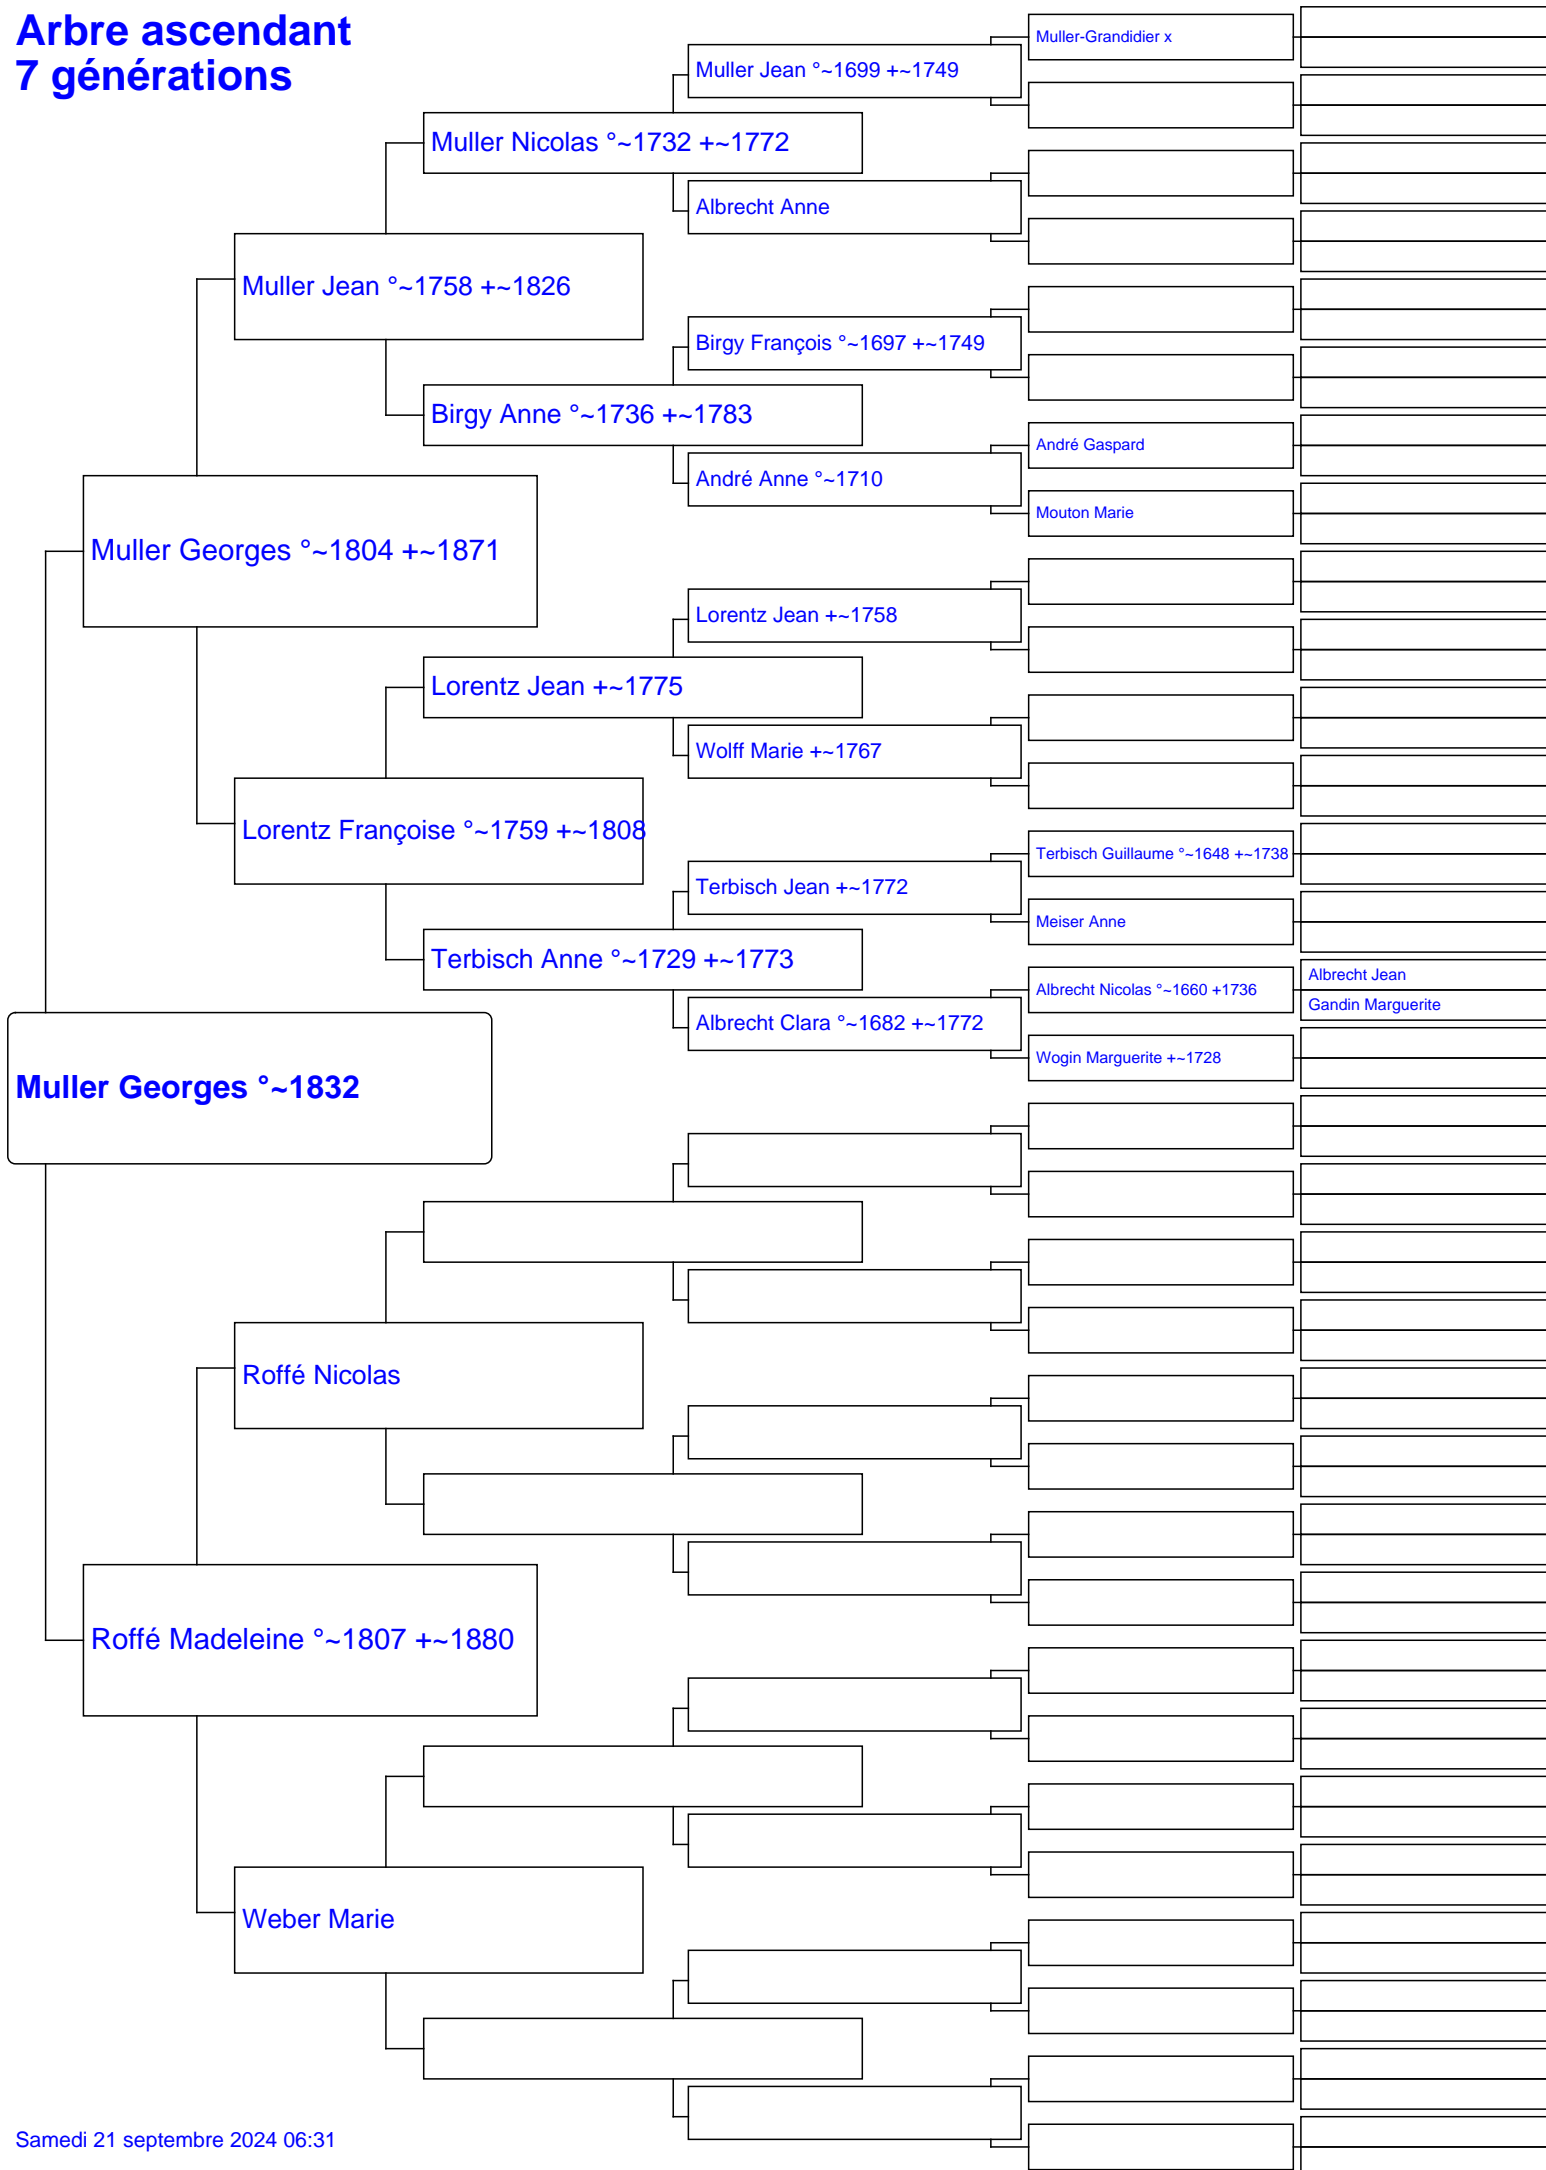 Arbre ascendant
7 générations
Muller-Grandidier x
Muller Jean °~1699 +~1749
Muller Nicolas °~1732 +~1772
Albrecht Anne
Muller Jean °~1758 +~1826
Birgy François °~1697 +~1749
Birgy Anne °~1736 +~1783
André Gaspard
André Anne °~1710
Mouton Marie
Muller Georges °~1804 +~1871
Lorentz Jean +~1758
Lorentz Jean +~1775
Wolff Marie +~1767
Lorentz Françoise °~1759 +~1808
Terbisch Guillaume °~1648 +~1738
Terbisch Jean +~1772
Meiser Anne
Terbisch Anne °~1729 +~1773
Albrecht Jean
Albrecht Nicolas °~1660 +1736
Gandin Marguerite
Albrecht Clara °~1682 +~1772
Wogin Marguerite +~1728
Muller Georges °~1832
Roffé Nicolas
Roffé Madeleine °~1807 +~1880
Weber Marie
Samedi 21 septembre 2024 06:31